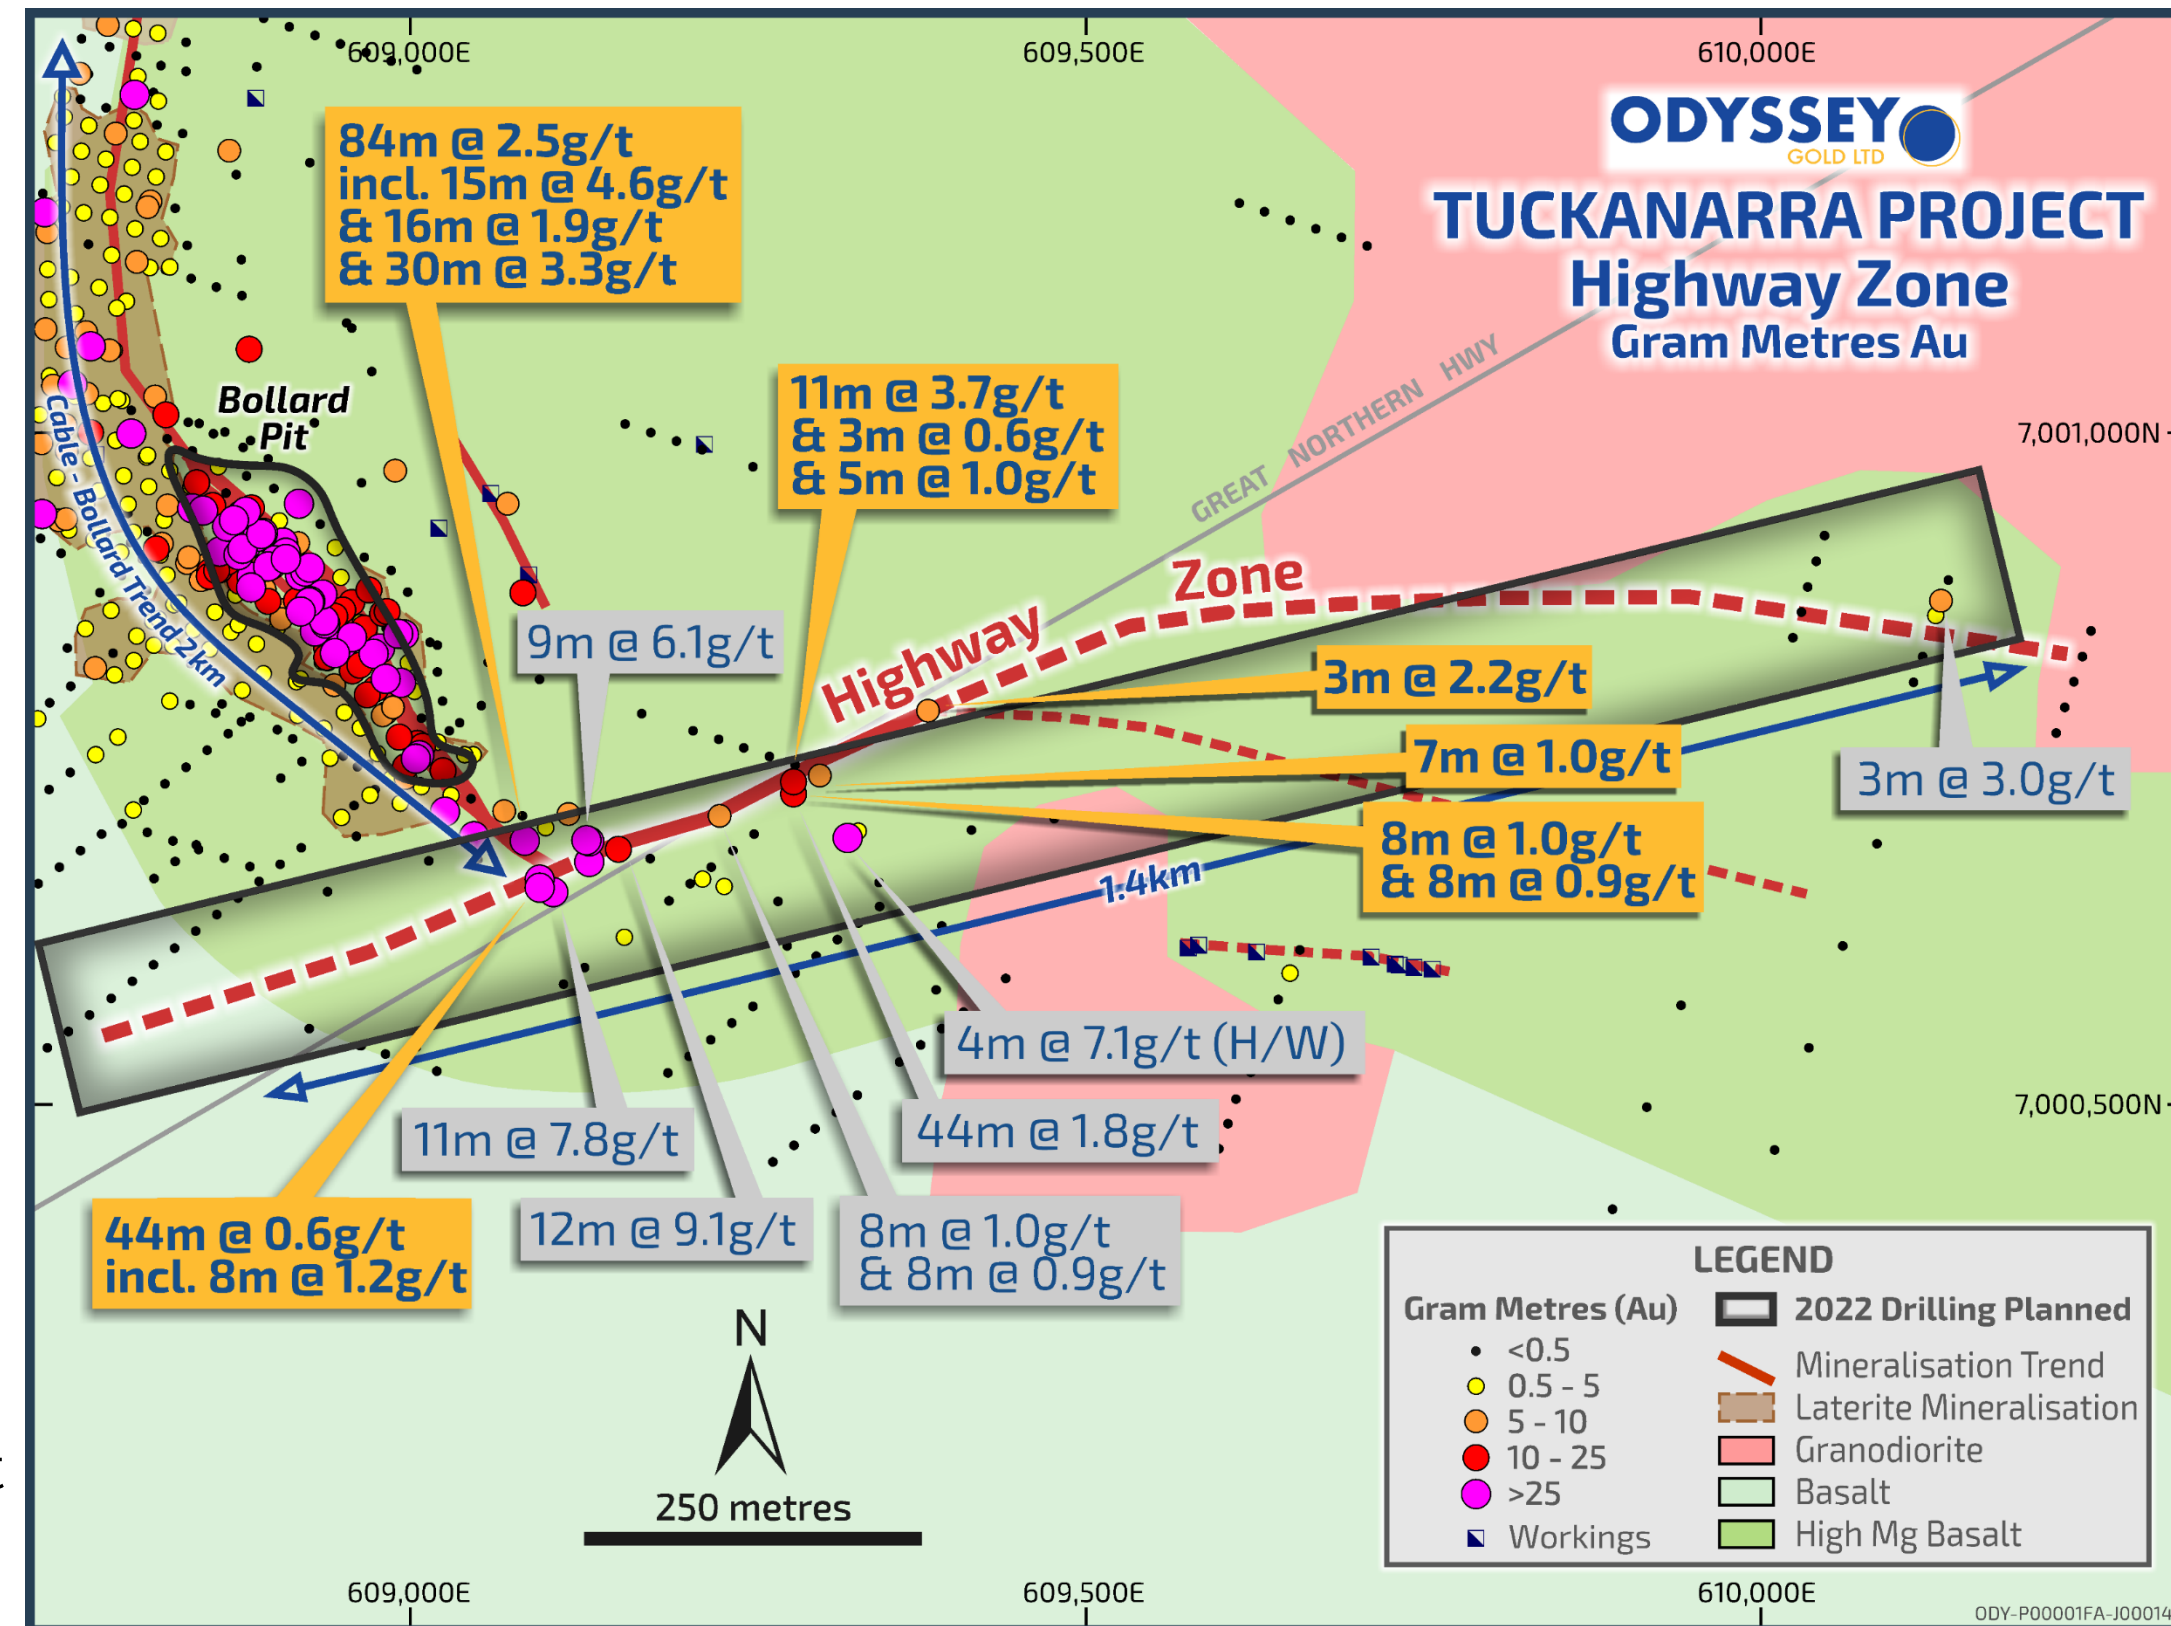 609,000E
609,500E
610,000E
ODYSSEY
GOLD LTD
TUCKANARRA PROJECT
Highway Zone
Gram Metres Au
84m @ 2.5g/t
incl. 15m @ 4.6g/t
& 16m @ 1.9g/t
& 30m @ 3.3g/t
GREAT NORTHERN HWY
11m @ 3.7g/t
& 3m @ 0.6g/t
& 5m @ 1.0g/t
Bollard
Pit
7,001,000N
Cable - Bollard Trend 2km
Highway Zone
9m @ 6.1g/t
3m @ 2.2g/t
7m @ 1.0g/t
3m @ 3.0g/t
8m @ 1.0g/t
& 8m @ 0.9g/t
1.4km
4m @ 7.1g/t (H/W)
7,000,500N
11m @ 7.8g/t
44m @ 1.8g/t
44m @ 0.6g/t
incl. 8m @ 1.2g/t
12m @ 9.1g/t
8m @ 1.0g/t
& 8m @ 0.9g/t
LEGEND
Gram Metres (Au)
<0.5
0.5 - 5
5 - 10
10 - 25
>25
Workings
2022 Drilling Planned
Mineralisation Trend
Laterite Mineralisation
Granodiorite
Basalt
High Mg Basalt
N
250 metres
609,000E
609,500E
610,000E
ODY-P00001FA-J00014